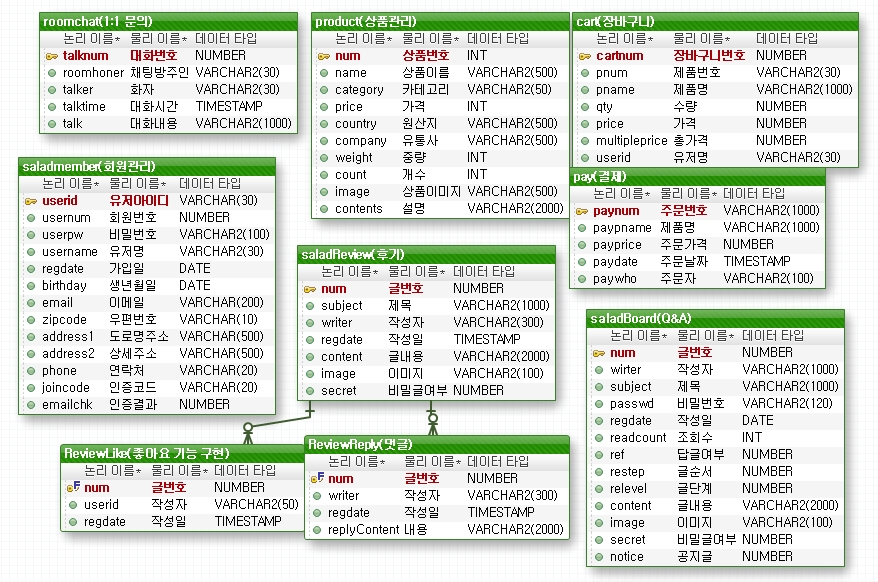 roomchat(1:1 문의)
논리 이름* 물리 이름* 데이터 타입
talknum 대화번호 NUMBER
roomhoner 채팅방주인 VARCHAR2(30)
talker 화자 VARCHAR2(30)
talktime 대화시간 TIMESTAMP
talk 대화내용 VARCHAR2(1000)
product(상품관리)
논리 이름* 물리 이름* 데이터 타입
num 상품번호 INT
name 상품이름 VARCHAR2(500)
category 카테고리 VARCHAR2(50)
price 가격 INT
country 원산지 VARCHAR2(500)
company 유통사 VARCHAR2(500)
weight 중량 INT
count 개수 INT
image 상품이미지 VARCHAR2(500)
contents 설명 VARCHAR2(2000)
cart(장바구니)
논리 이름* 물리 이름* 데이터 타입
cartnum 장바구니번호 NUMBER
pnum 제품번호 VARCHAR2(30)
pname 제품명 VARCHAR2(1000)
qty 수량 NUMBER
price 가격 NUMBER
multipleprice 총가격 NUMBER
userid 유저명 VARCHAR2(30)
saladmember(회원관리)
논리 이름* 물리 이름* 데이터 타입
userid 유저아이디 VARCHAR(30)
usernum 회원번호 NUMBER
userpw 비밀번호 VARCHAR2(100)
username 유저명 VARCHAR2(30)
regdate 가입일 DATE
birthday 생년월일 DATE
email 이메일 VARCHAR(200)
zipcode 우편번호 VARCHAR(10)
address1 도로명주소 VARCHAR(500)
address2 상세주소 VARCHAR(500)
phone 연락처 VARCHAR(20)
joincode 인증코드 VARCHAR(20)
emailchk 인증결과 NUMBER
pay(결제)
논리 이름* 물리 이름* 데이터 타입
paynum 주문번호 VARCHAR2(1000)
paypname 제품명 VARCHAR2(1000)
payprice 주문가격 NUMBER
paydate 주문날짜 TIMESTAMP
paywho 주문자 VARCHAR2(100)
saladReview(후기)
논리 이름* 물리 이름* 데이터 타입
num 글번호 NUMBER
subject 제목 VARCHAR2(1000)
writer 작성자 VARCHAR2(300)
regdate 작성일 TIMESTAMP
content 글내용 VARCHAR2(2000)
image 이미지 VARCHAR2(100)
secret 비밀글여부 NUMBER
saladBoard(Q&A)
논리 이름* 물리 이름* 데이터 타입
num 글번호 NUMBER
wirter 작성자 VARCHAR2(1000)
subject 제목 VARCHAR2(1000)
passwd 비밀번호 VARCHAR2(120)
regdate 작성일 DATE
readcount 조회수 INT
ref 답글여부 NUMBER
restep 글순서 NUMBER
relevel 글단계 NUMBER
content 글내용 VARCHAR2(2000)
image 이미지 VARCHAR2(100)
secret 비밀글여부 NUMBER
notice 공지글 NUMBER
ReviewLike(좋아요 기능 구현)
논리 이름* 물리 이름* 데이터 타입
num 글번호 NUMBER
userid 작성자 VARCHAR2(50)
regdate 작성일 TIMESTAMP
ReviewReply(댓글)
논리 이름* 물리 이름* 데이터 타입
num 글번호 NUMBER
writer 작성자 VARCHAR2(300)
regdate 작성일 TIMESTAMP
replyContent 내용 VARCHAR2(2000)